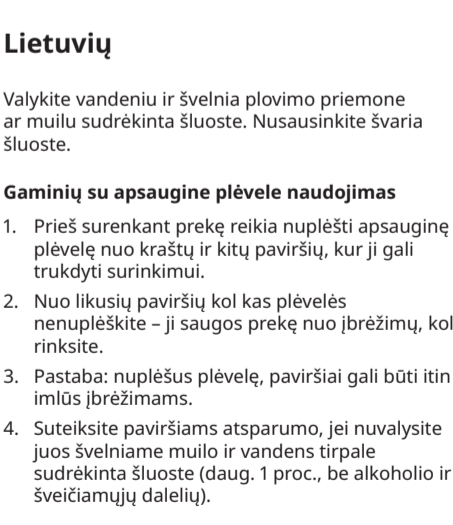 Lietuvių
Valykite vandeniu ir švelnia plovimo priemone
ar muilu sudrėkinta šluoste. Nusausinkite švaria
šluoste.
Gaminių su apsaugine plėvele naudojimas
1. Prieš surenkant prekę reikia nuplėšti apsauginę
plėvelę nuo kraštų ir kitų paviršių, kur ji gali
trukdyti surinkimui.
2. Nuo likusių paviršių kol kas plėvelės
nenuplėškite – ji saugos prekę nuo įbrėžimų, kol
rinksite.
3. Pastaba: nuplėšus plėvelę, paviršiai gali būti itin
imlūs įbrėžimams.
4. Suteiksite paviršiams atsparumo, jei nuvalysite
juos švelniame muilo ir vandens tirpale
sudrėkinta šluoste (daug. 1 proc., be alkoholio ir
šveičiamųjų dalelių).